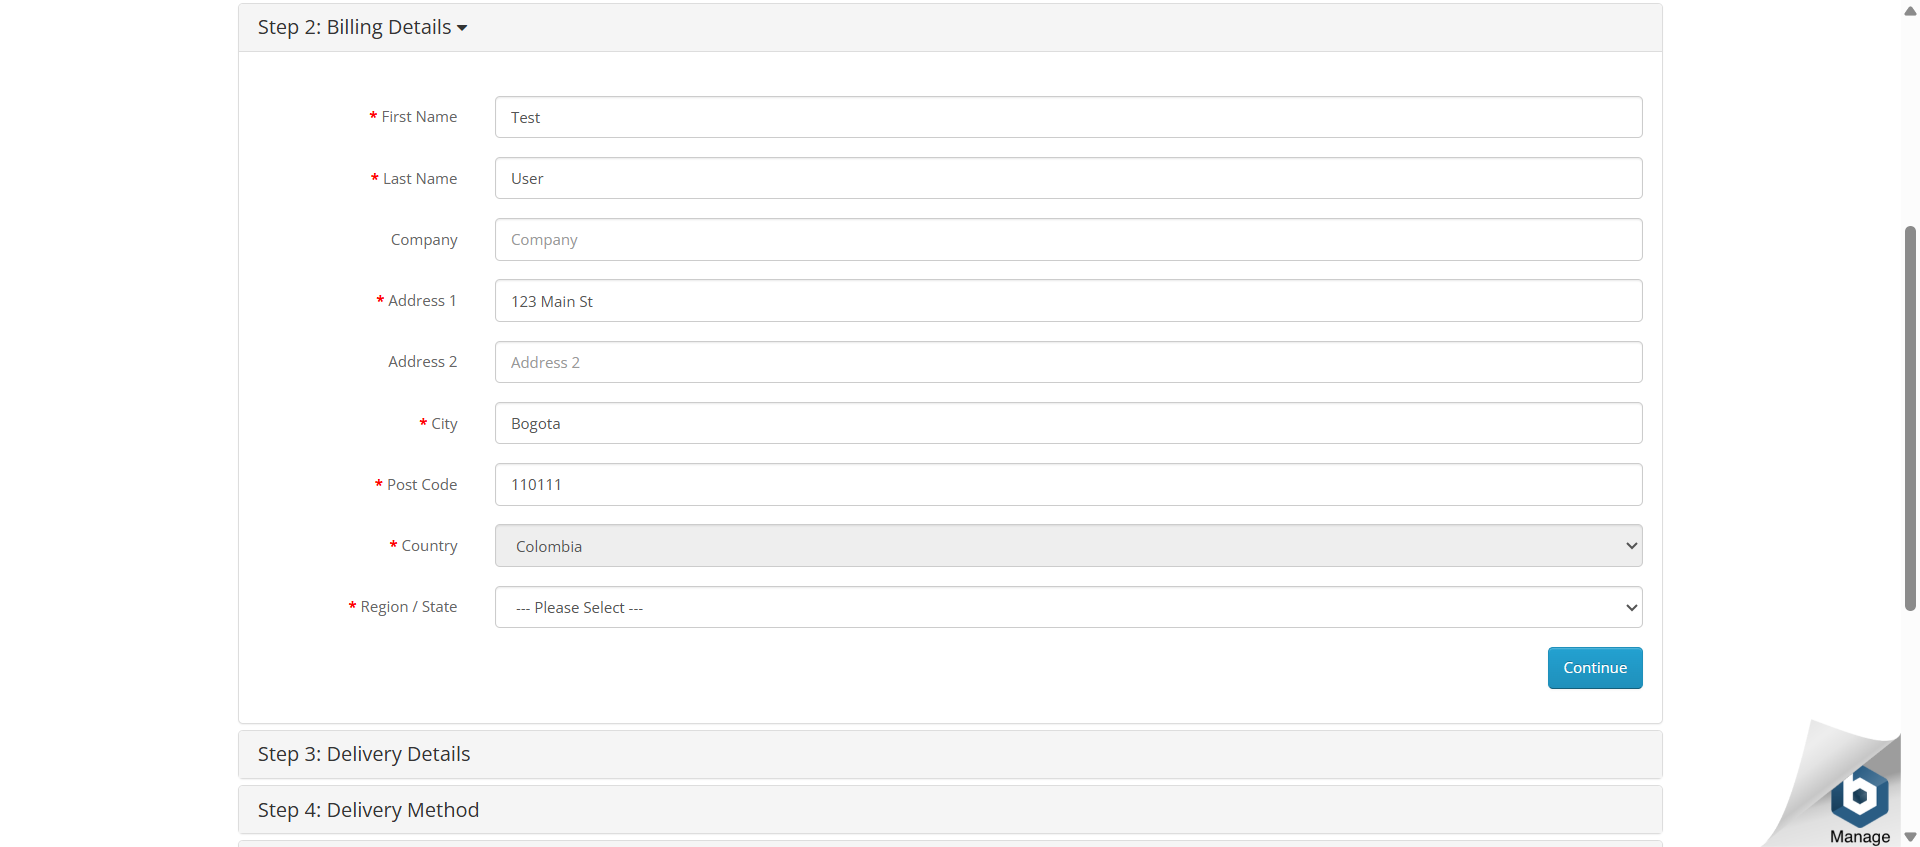 Step 2: Billing Details
* First Name
Test
* Last Name
User
Company
Company
* Address 1
123 Main St
Address 2
Address 2
* City
Bogota
* Post Code
110111
* Country
Colombia
* Region / State
--- Please Select ---
Continue
Step 3: Delivery Details
Step 4: Delivery Method
b
Manage